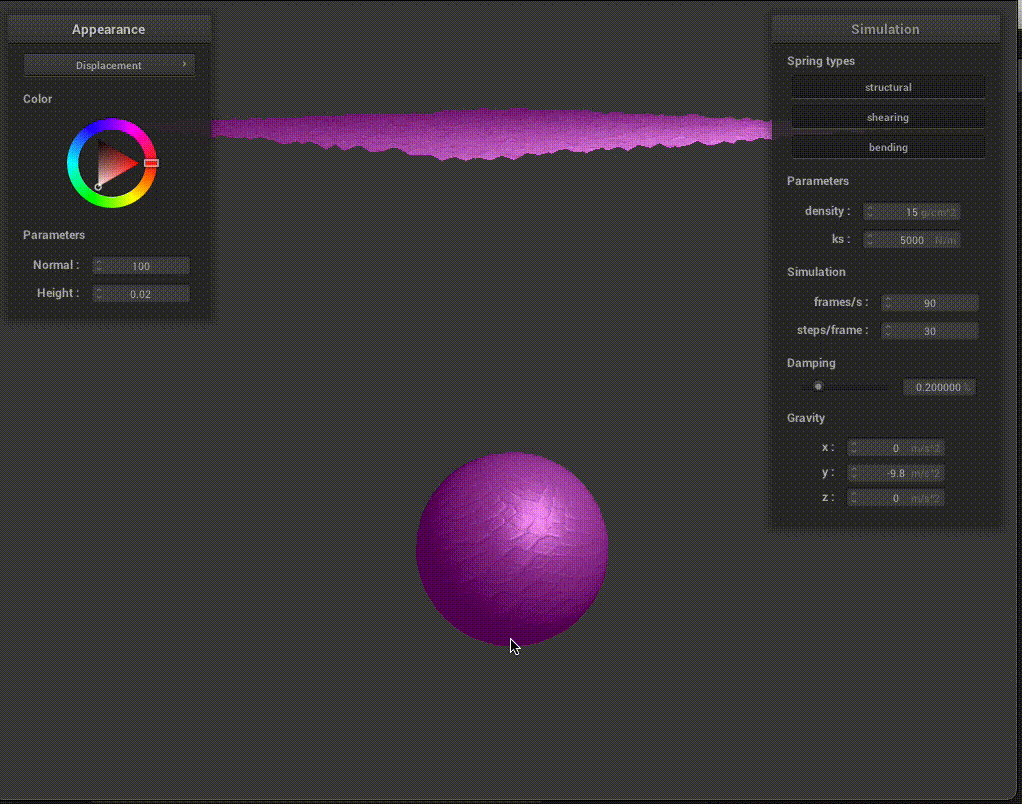 Appearance
Displacement
Color
Parameters
Normal : 100
Height : 0.02
Simulation
Spring types
structural
shearing
bending
Parameters
density : 15 g/cm^2
ks : 5000 N/m
Simulation
frames/s : 90
steps/frame : 30
Damping
0.200000 %
Gravity
x : 0 m/s^2
y : -9.8 m/s^2
z : 0 m/s^2